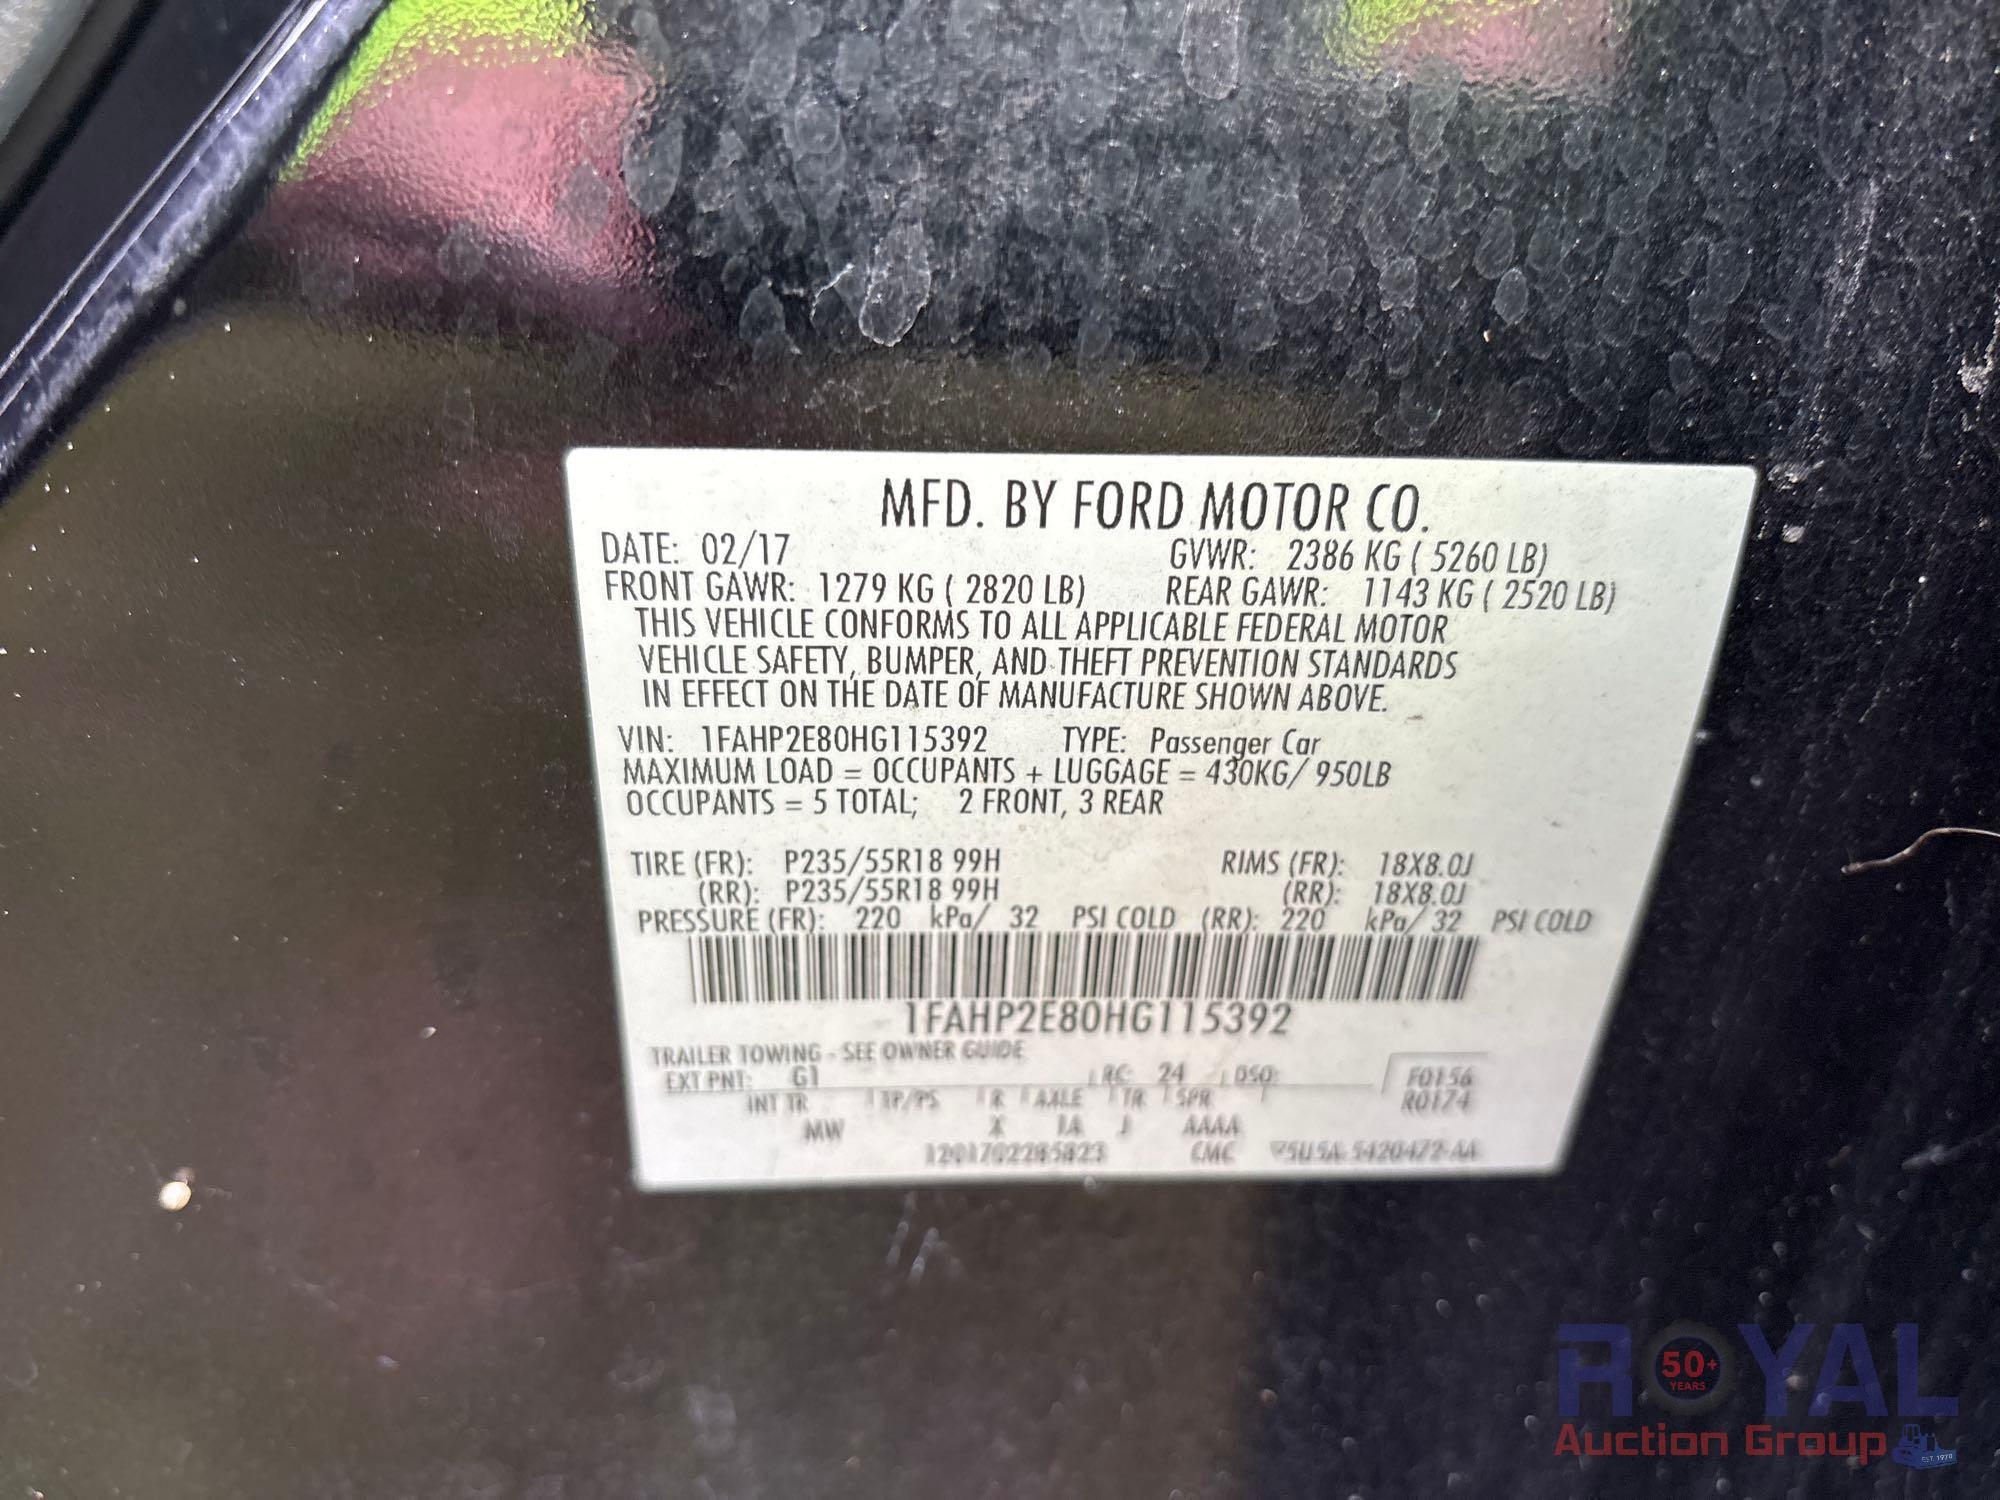 MFD. BY FORD MOTOR CO.
DATE: 02/17 GVWR: 2386 KG ( 5260 LB)
FRONT GAWR: 1279 KG ( 2820 LB) REAR GAWR: 1143 KG ( 2520 LB)
THIS VEHICLE CONFORMS TO ALL APPLICABLE FEDERAL MOTOR
VEHICLE SAFETY, BUMPER, AND THEFT PREVENTION STANDARDS
IN EFFECT ON THE DATE OF MANUFACTURE SHOWN ABOVE.
VIN: 1FAHP2E80HG115392 TYPE: Passenger Car
MAXIMUM LOAD = OCCUPANTS + LUGGAGE = 430KG/ 950LB
OCCUPANTS = 5 TOTAL; 2 FRONT, 3 REAR
TIRE (FR): P235/55R18 99H RIMS (FR): 18X8.0J
(RR): P235/55R18 99H (RR): 18X8.0J
PRESSURE (FR): 220 kPa/ 32 PSI COLD (RR): 220 kPa/ 32 PSI COLD
1FAHP2E80HG115392
TRAILER TOWING - SEE OWNER GUIDE
EXT PNT: G1 RC: 24 DSO: F0156
INT TR TP/PS R AXLE TR SPR R0174
MW X IA J AAAA
CMC
ROYAL
50+
YEARS
Auction Group
EST. 1970